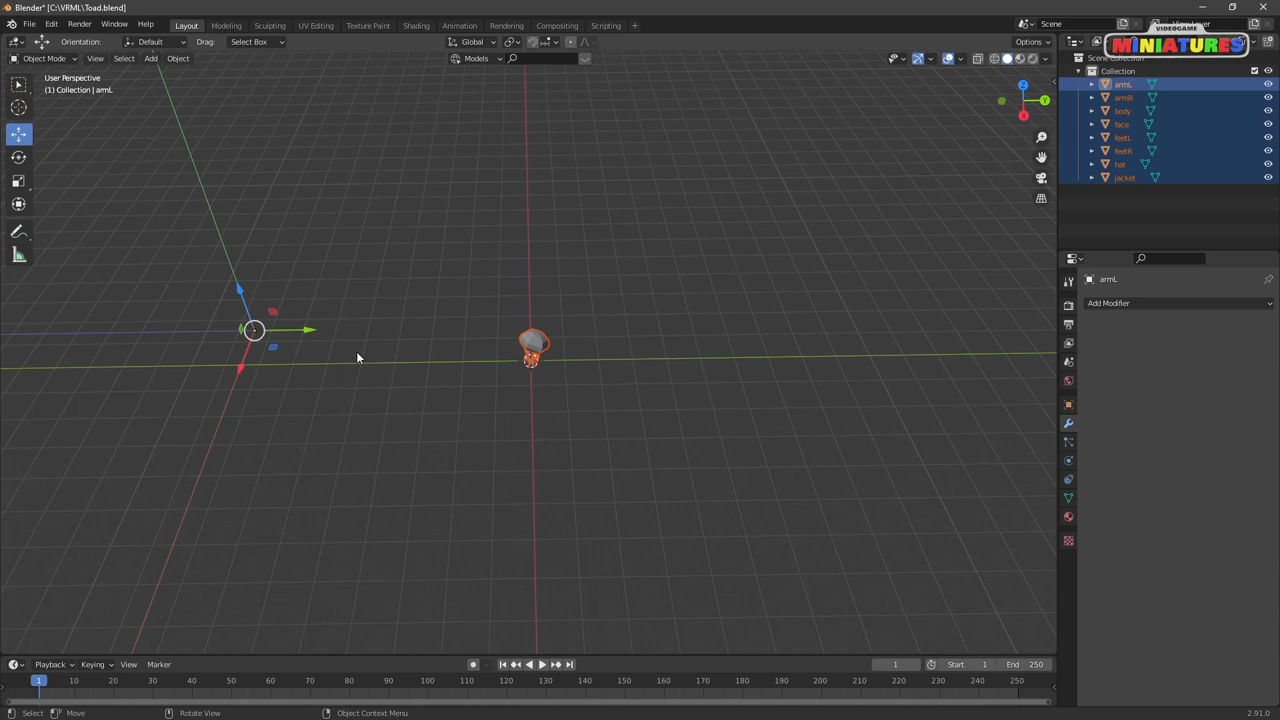 Blender* [C:\VRML\Toad.blend]
File Edit Render Window Help Layout Modeling Sculpting UV Editing Texture Paint Shading Animation Rendering Compositing Scripting + Scene
Orientation: Default Drag: Select Box Global Options
Object Mode View Select Add Object Models
VIDEOGAME
MINIATURES
User Perspective
(1) Collection | armL
Z
Y
X
Collection
armL
armR
body
face
feetL
feetR
hat
jacket
armL
Add Modifier
Playback Keying View Marker 1 Start 1 End 250
1 10 20 30 40 50 60 70 80 90 100 110 120 130 140 150 160 170 180 190 200 210 220 230 240 250
Select Move Rotate View Object Context Menu 2.91.0